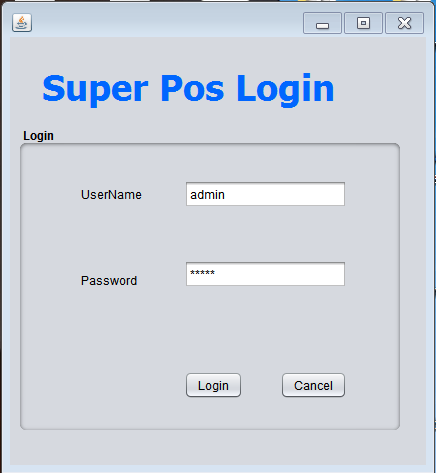 Super Pos Login
Login
UserName admin
Password *****
Login Cancel